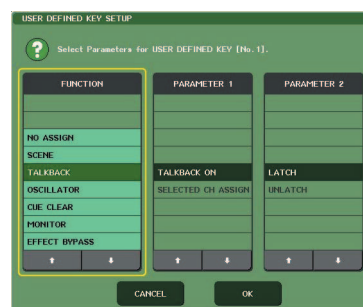 USER DEFINED KEY SETUP
?
Select Parameters for USER DEFINED KEY [No.1].
FUNCTION
NO ASSIGN
SCENE
TALKBACK
OSCILLATOR
CUE CLEAR
MONITOR
EFFECT BYPASS
PARAMETER 1
TALKBACK ON
SELECTED CH ASSIGN
PARAMETER 2
LATCH
UNLATCH
CANCEL
OK